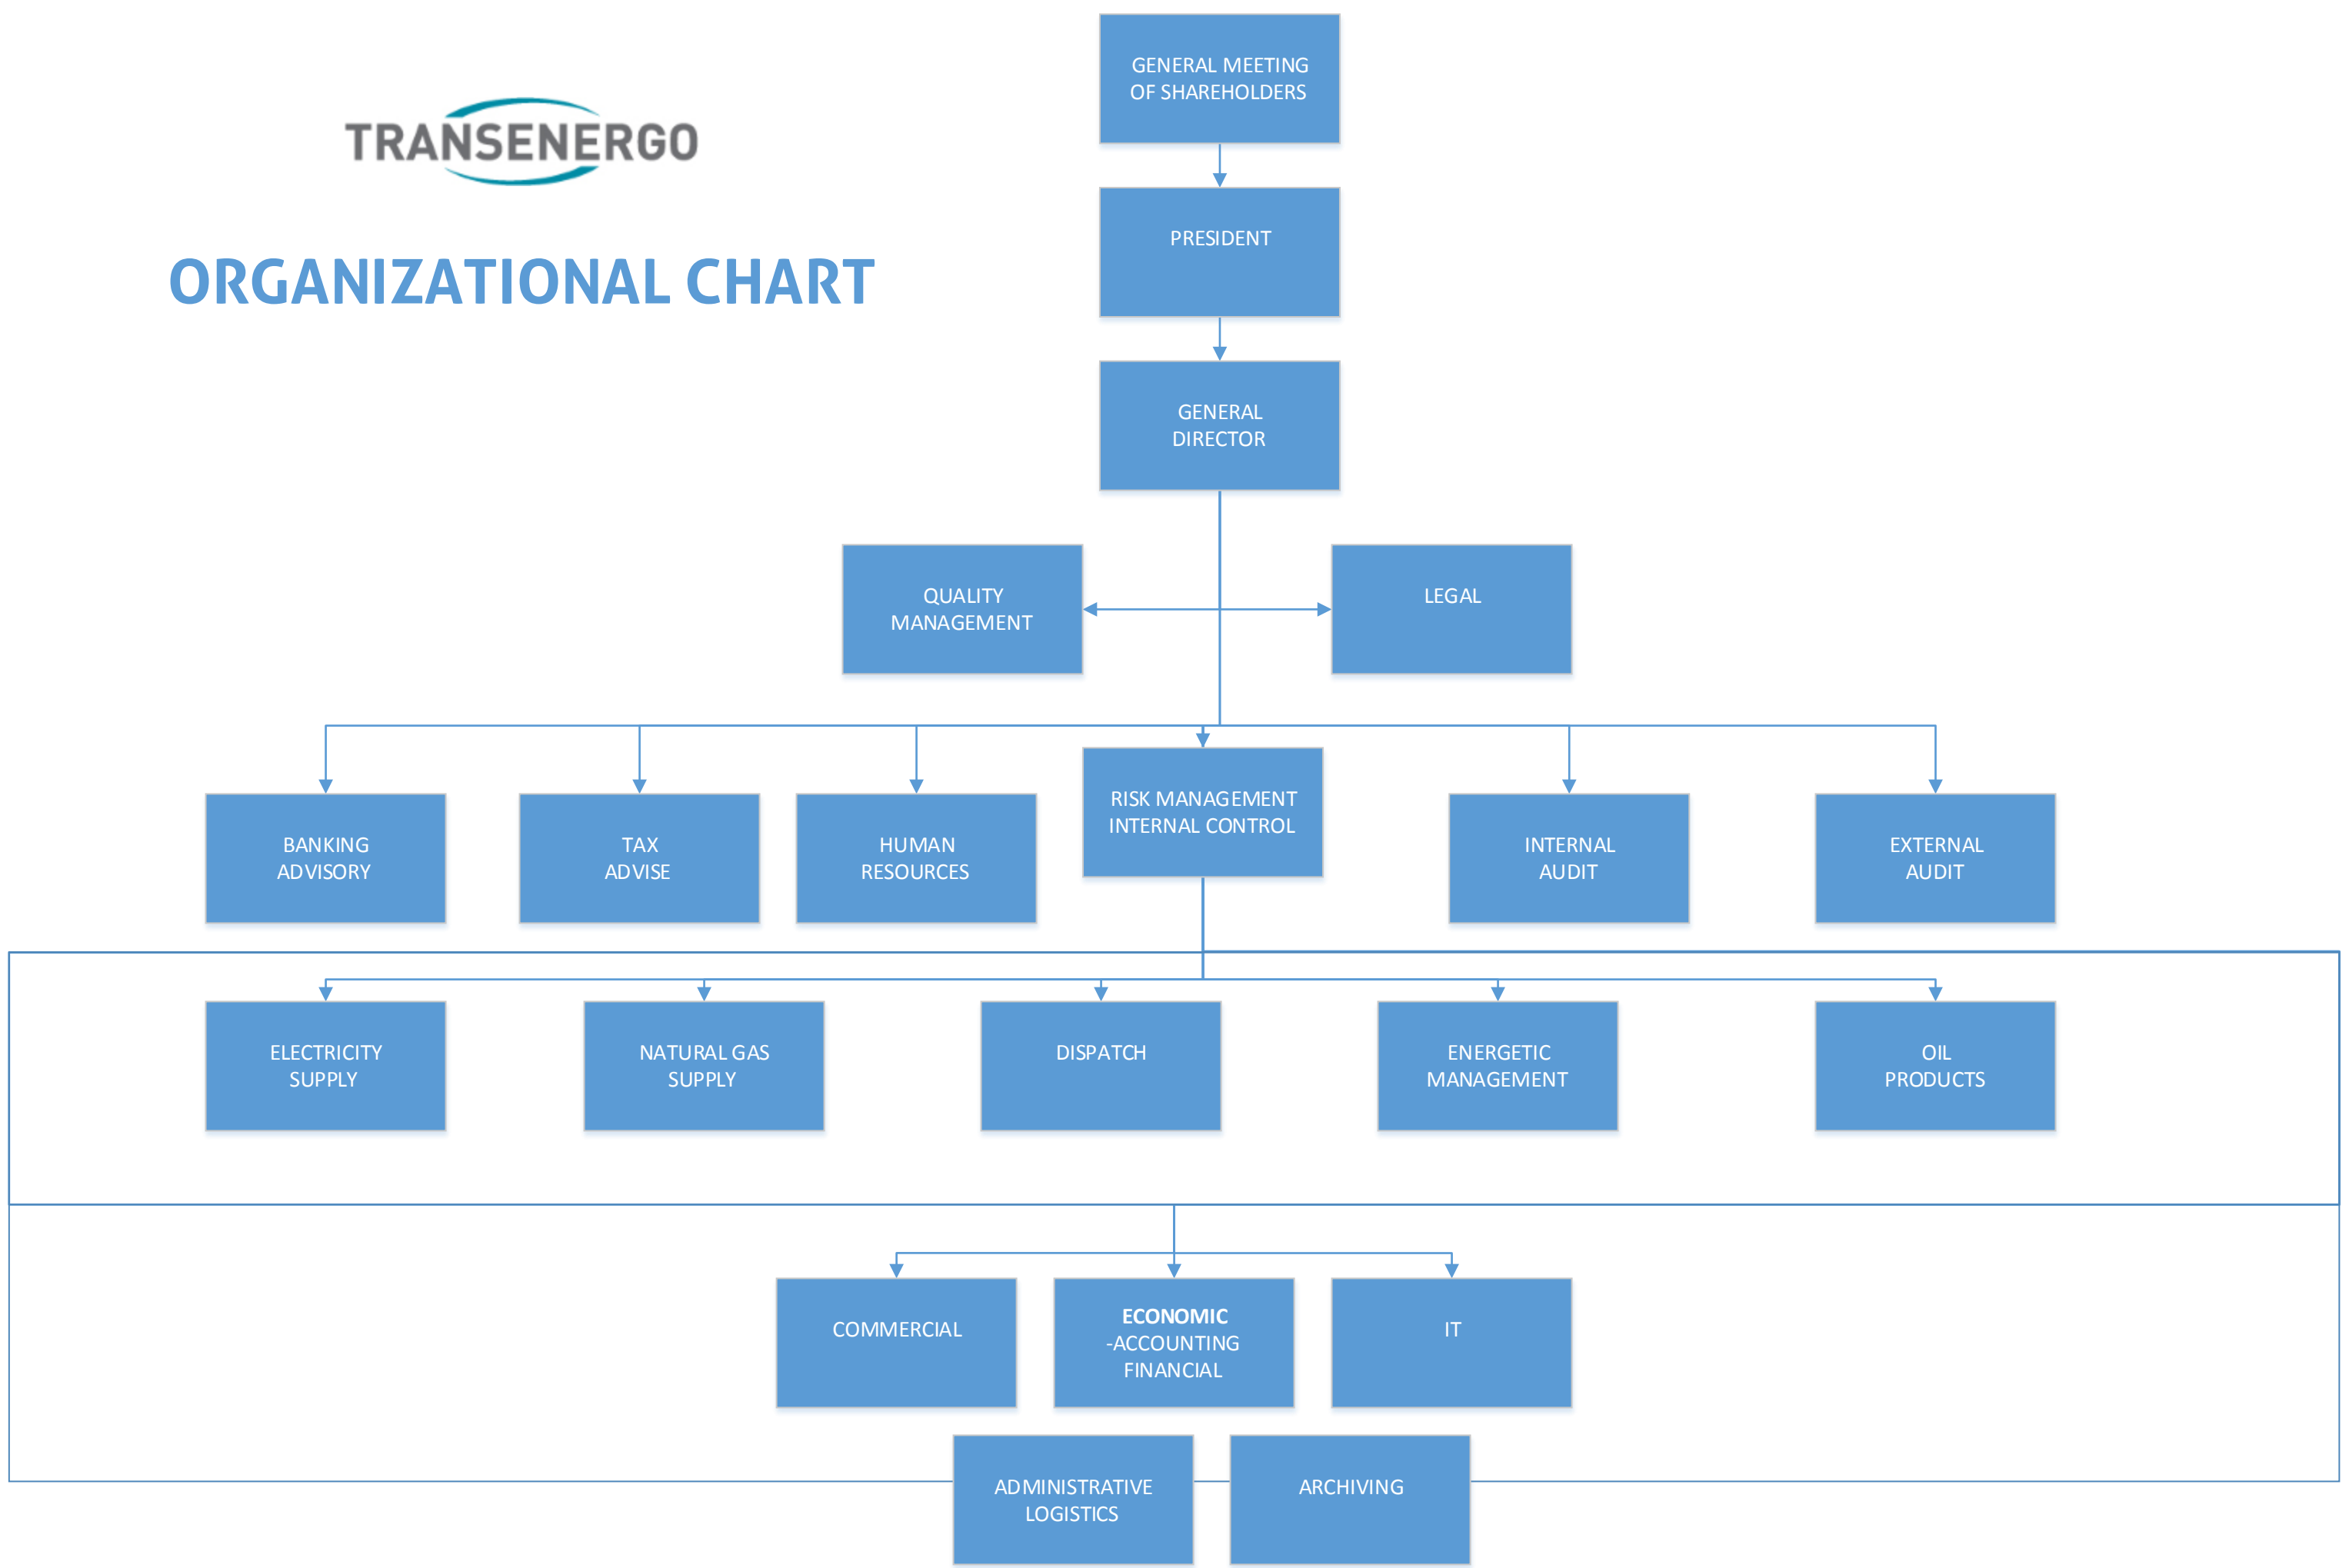 GENERAL MEETING
OF SHAREHOLDERS
TRANSENERGO
PRESIDENT
ORGANIZATIONAL CHART
GENERAL
DIRECTOR
QUALITY
MANAGEMENT
LEGAL
BANKING
ADVISORY
TAX
ADVISE
HUMAN
RESOURCES
RISK MANAGEMENT
INTERNAL CONTROL
INTERNAL
AUDIT
EXTERNAL
AUDIT
ELECTRICITY
SUPPLY
NATURAL GAS
SUPPLY
DISPATCH
ENERGETIC
MANAGEMENT
OIL
PRODUCTS
COMMERCIAL
ECONOMIC
-ACCOUNTING
FINANCIAL
IT
ADMINISTRATIVE
LOGISTICS
ARCHIVING